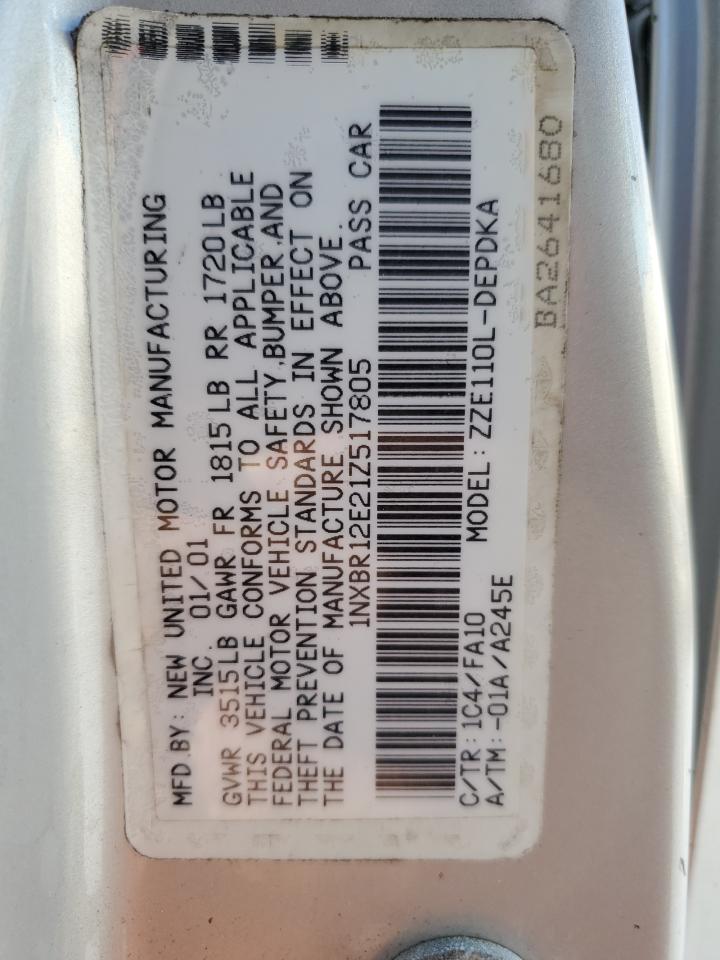 MFD.BY: NEW UNITED MOTOR MANUFACTURING
INC. 01/01
GVWR 3515LB GAWR FR 1815LB RR 1720LB
THIS VEHICLE CONFORMS TO ALL APPLICABLE
FEDERAL MOTOR VEHICLE SAFETY,BUMPER,AND
THEFT PREVENTION STANDARDS IN EFFECT ON
THE DATE OF MANUFACTURE SHOWN ABOVE.
1NXBR12E21Z517805 PASS CAR
C/TR:1C4/FA10 MODEL:ZZE110L-DEPDKA
A/TM:-01A/A245E
BA2641680